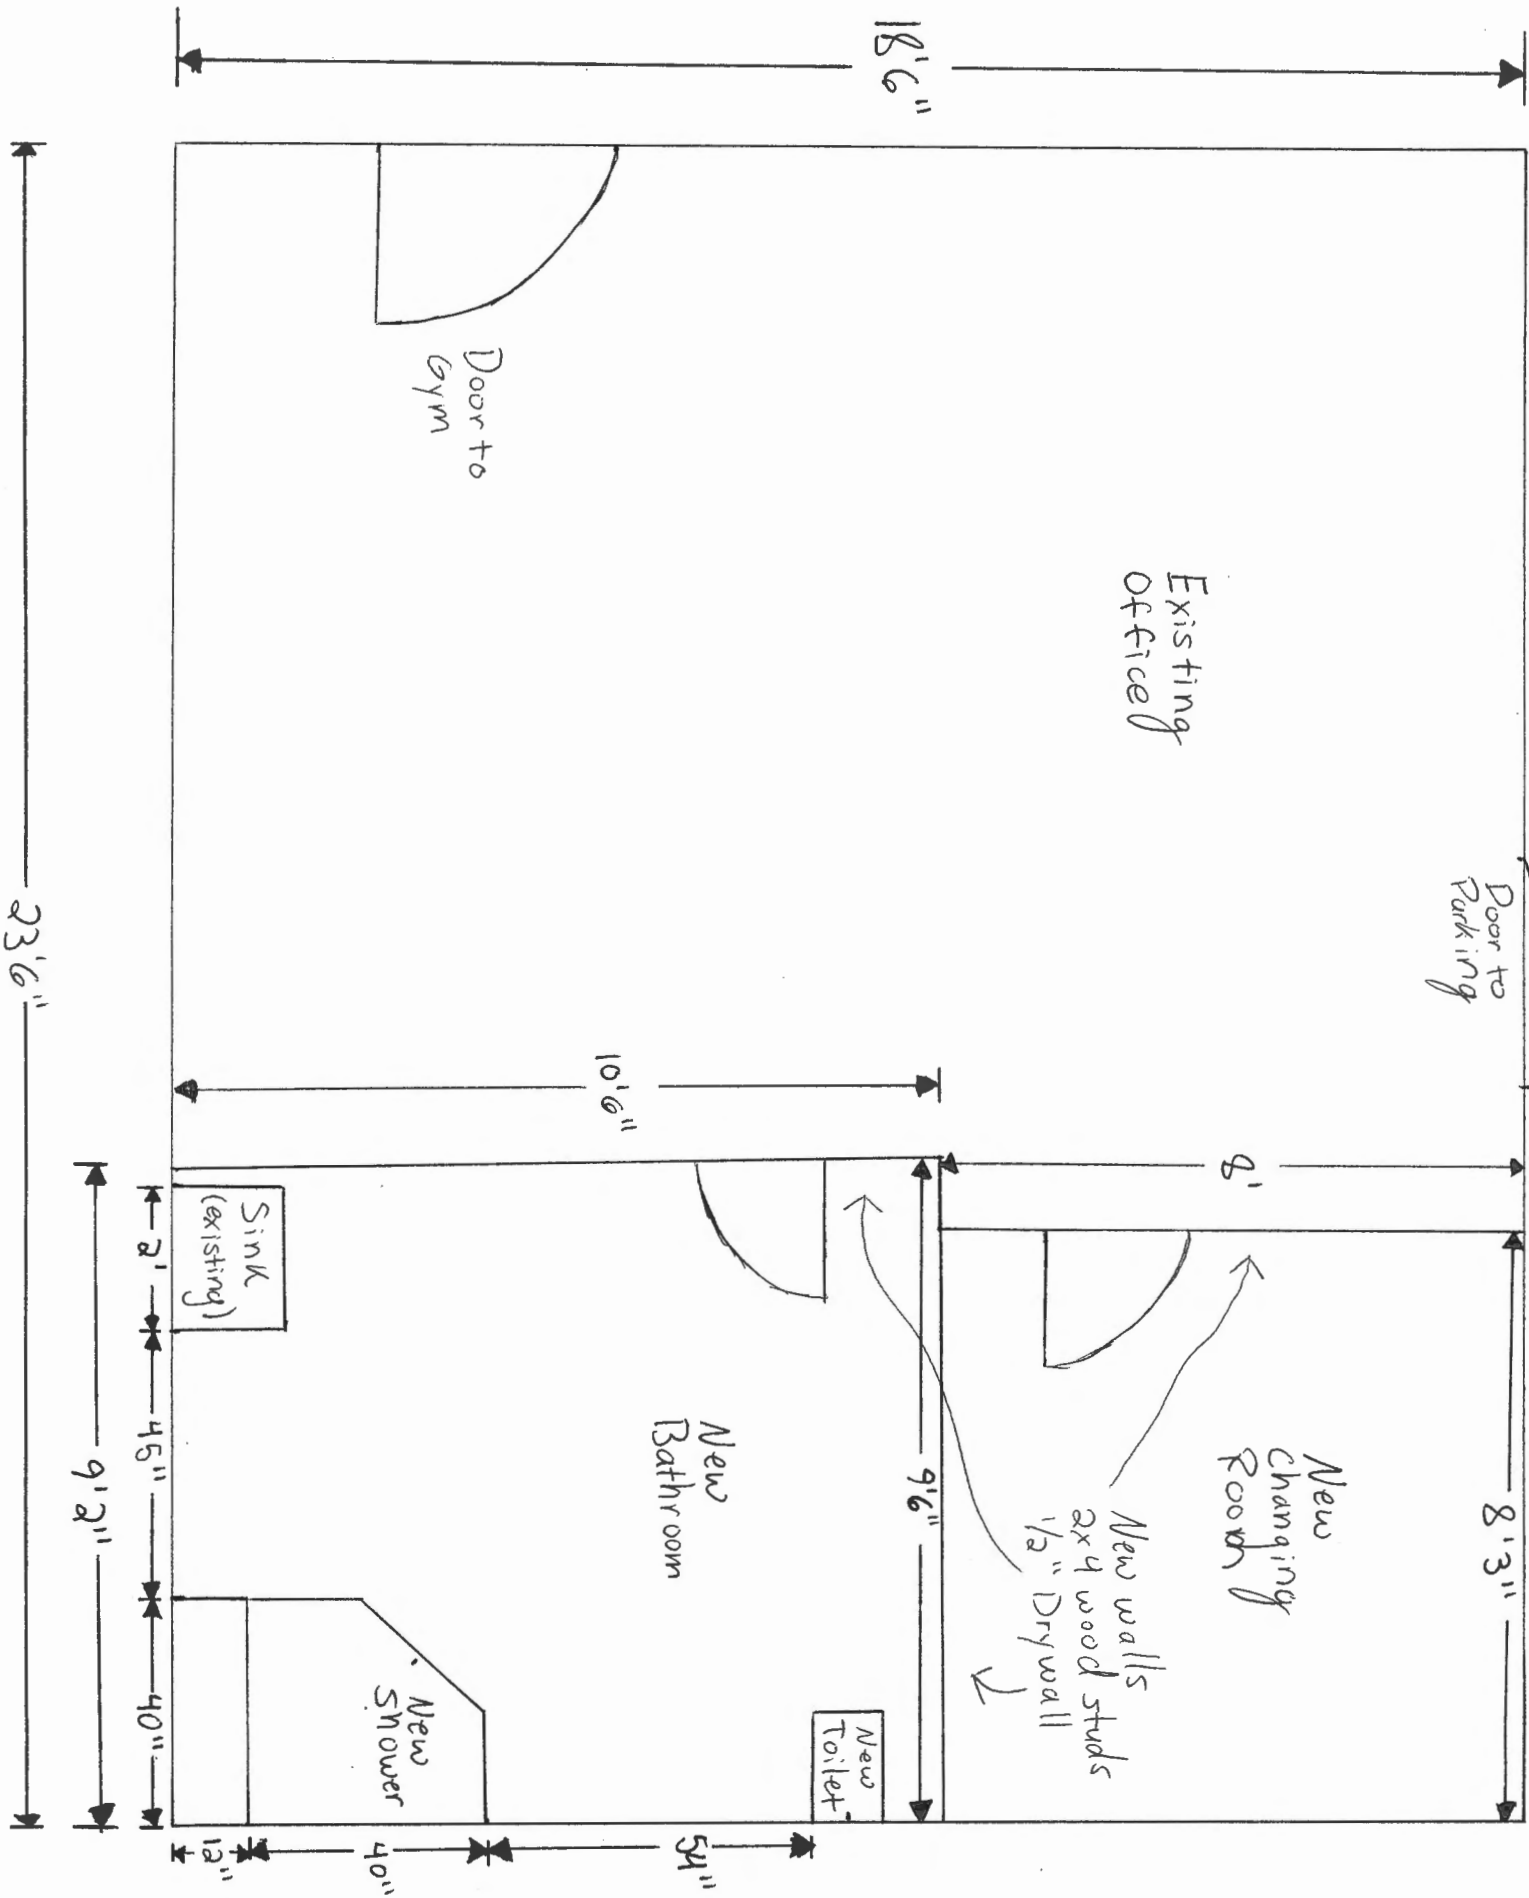 18'6"
Door to
Gym
Existing
office
Door to
Parking
23'6"
10'6"
8'
Sink
(existing)
2'
45"
40"
9'2"
New
Bathroom
9'6"
New
Changing
Room
8'3"
New walls
2x4 wood studs
1/2" Drywall
New
Shower
New
Toilet
12"
40"
54"